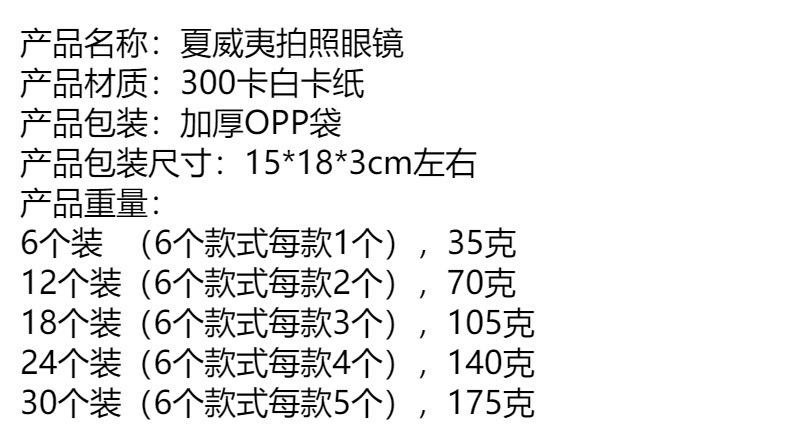 产品名称：夏威夷拍照眼镜
产品材质：300卡白卡纸
产品包装：加厚OPP袋
产品包装尺寸：15*18*3cm左右
产品重量：
6个装 （6个款式每款1个），35克
12个装（6个款式每款2个），70克
18个装（6个款式每款3个），105克
24个装（6个款式每款4个），140克
30个装（6个款式每款5个），175克